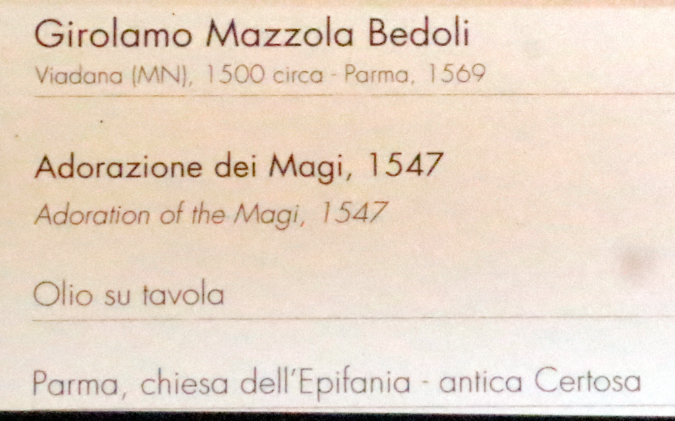 Girolamo Mazzola Bedoli
Viadana (MN), 1500 circa - Parma, 1569
Adorazione dei Magi, 1547
Adoration of the Magi, 1547
Olio su tavola
Parma, chiesa dell'Epifania - antica Certosa